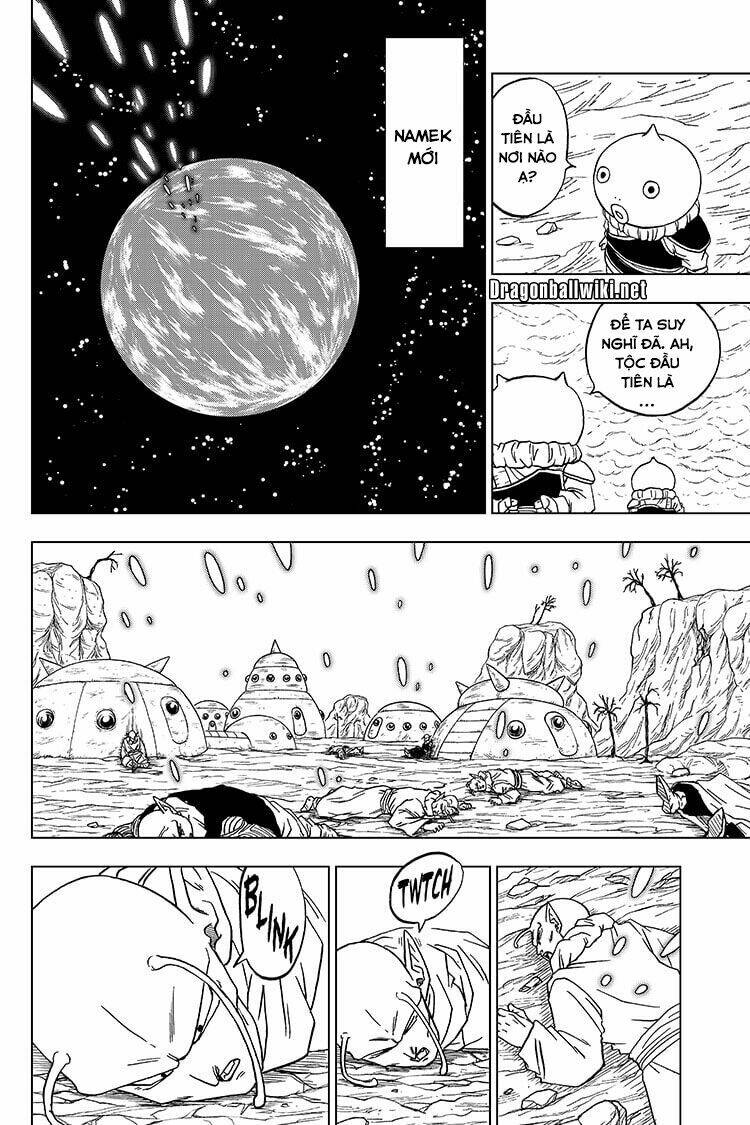 ĐẦU
TIÊN LÀ
NƠI NÀO
Ạ?
Dragonballwiki.net
ĐỂ TA SUY
NGHĨ ĐÃ. AH,
TỘC ĐẦU
TIÊN LÀ
...
NAMEK
MỚI
TWTCH
BLINK